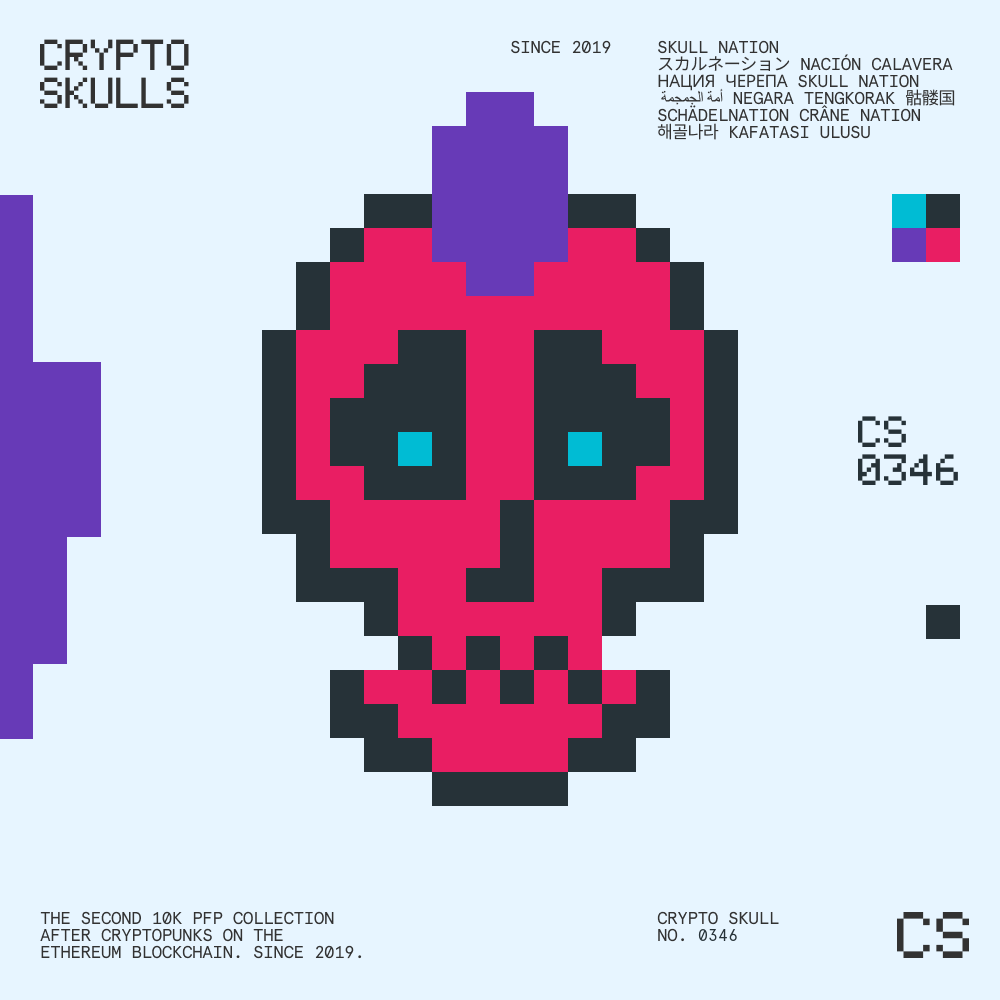 CRYPTO
SKULLS
SINCE 2019
SKULL NATION
スカルネーション NACIÓN CALAVERA
НАЦИЯ ЧЕРЕПА SKULL NATION
أمة الجمجمة NEGARA TENGKORAK 骷髅国
SCHÄDELNATION CRÂNE NATION
해골나라 KAFATASI ULUSU
CS
0346
THE SECOND 10K PFP COLLECTION
AFTER CRYPTOPUNKS ON THE
ETHEREUM BLOCKCHAIN. SINCE 2019.
CRYPTO SKULL
NO. 0346
CS